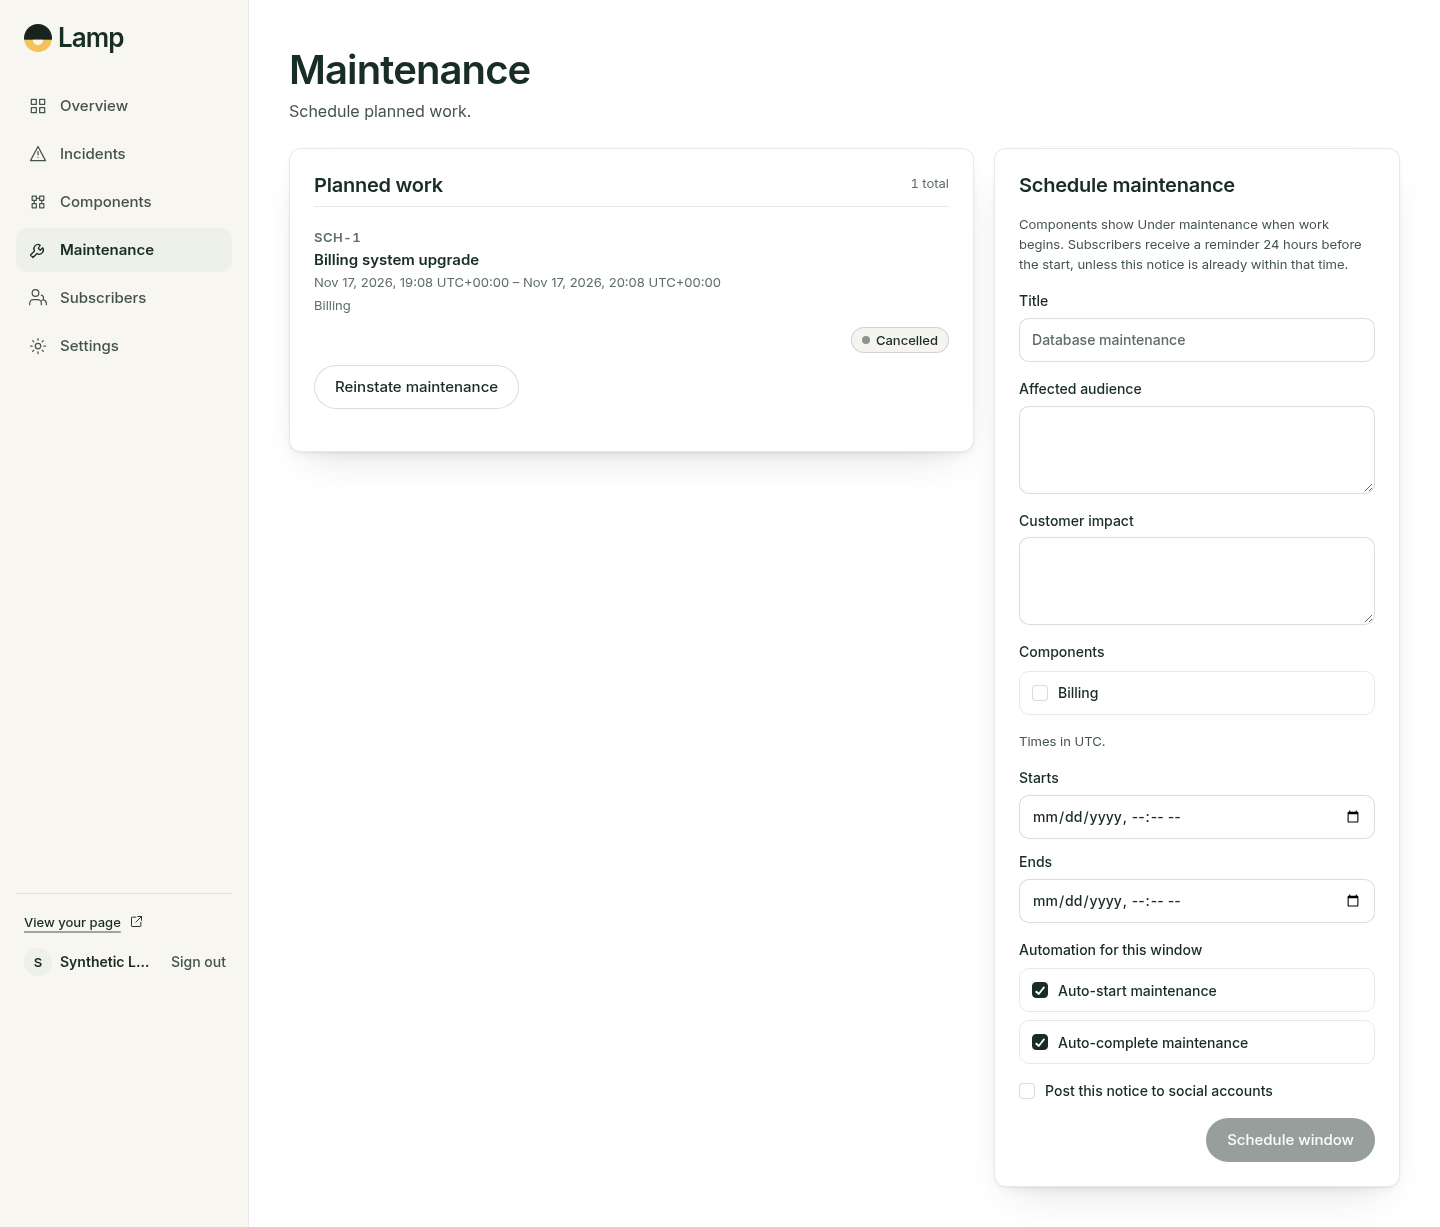 Lamp
Overview
Incidents
Components
Maintenance
Subscribers
Settings
View your page
S
Synthetic L...
Sign out
Maintenance
Schedule planned work.
Planned work
1 total
SCH-1
Billing system upgrade
Nov 17, 2026, 19:08 UTC+00:00 – Nov 17, 2026, 20:08 UTC+00:00
Billing
Cancelled
Reinstate maintenance
Schedule maintenance
Components show Under maintenance when work
begins. Subscribers receive a reminder 24 hours before
the start, unless this notice is already within that time.
Title
Database maintenance
Affected audience
Customer impact
Components
Billing
Times in UTC.
Starts
mm/dd/yyyy, --:-- --
Ends
mm/dd/yyyy, --:-- --
Automation for this window
Auto-start maintenance
Auto-complete maintenance
Post this notice to social accounts
Schedule window